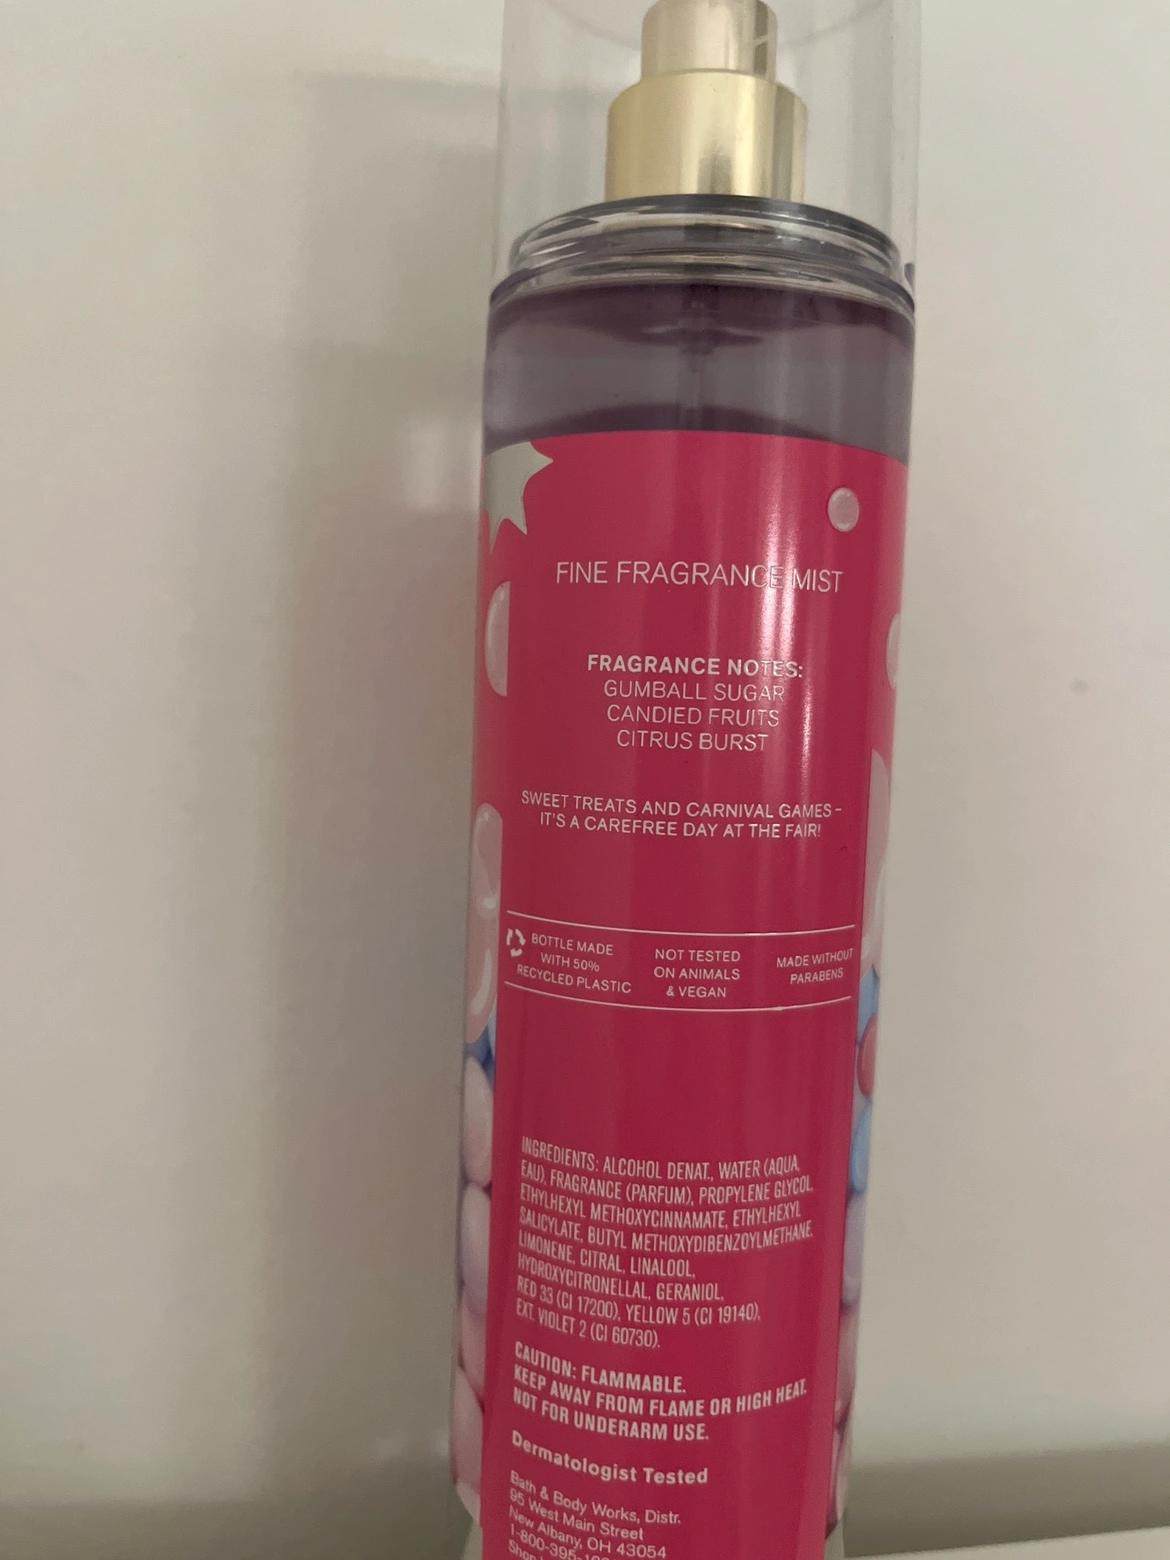 FINE FRAGRANCE MIST
FRAGRANCE NOTES:
GUMBALL SUGAR
CANDIED FRUITS
CITRUS BURST
SWEET TREATS AND CARNIVAL GAMES–
IT'S A CAREFREE DAY AT THE FAIR!
BOTTLE MADE
WITH 50%
RECYCLED PLASTIC
NOT TESTED
ON ANIMALS
& VEGAN
MADE WITHOUT
PARABENS
INGREDIENTS: ALCOHOL DENAT., WATER (AQUA,
EAU), FRAGRANCE (PARFUM), PROPYLENE GLYCOL,
ETHYLHEXYL METHOXYCINNAMATE, ETHYLHEXYL
SALICYLATE, BUTYL METHOXYDIBENZOYLMETHANE,
LIMONENE, CITRAL, LINALOOL,
HYDROXYCITRONELLAL, GERANIOL,
RED 33 (CI 17200), YELLOW 5 (CI 19140),
EXT. VIOLET 2 (CI 60730).
CAUTION: FLAMMABLE.
KEEP AWAY FROM FLAME OR HIGH HEAT.
NOT FOR UNDERARM USE.
Dermatologist Tested
Bath & Body Works, Distr.
95 West Main Street
New Albany, OH 43054